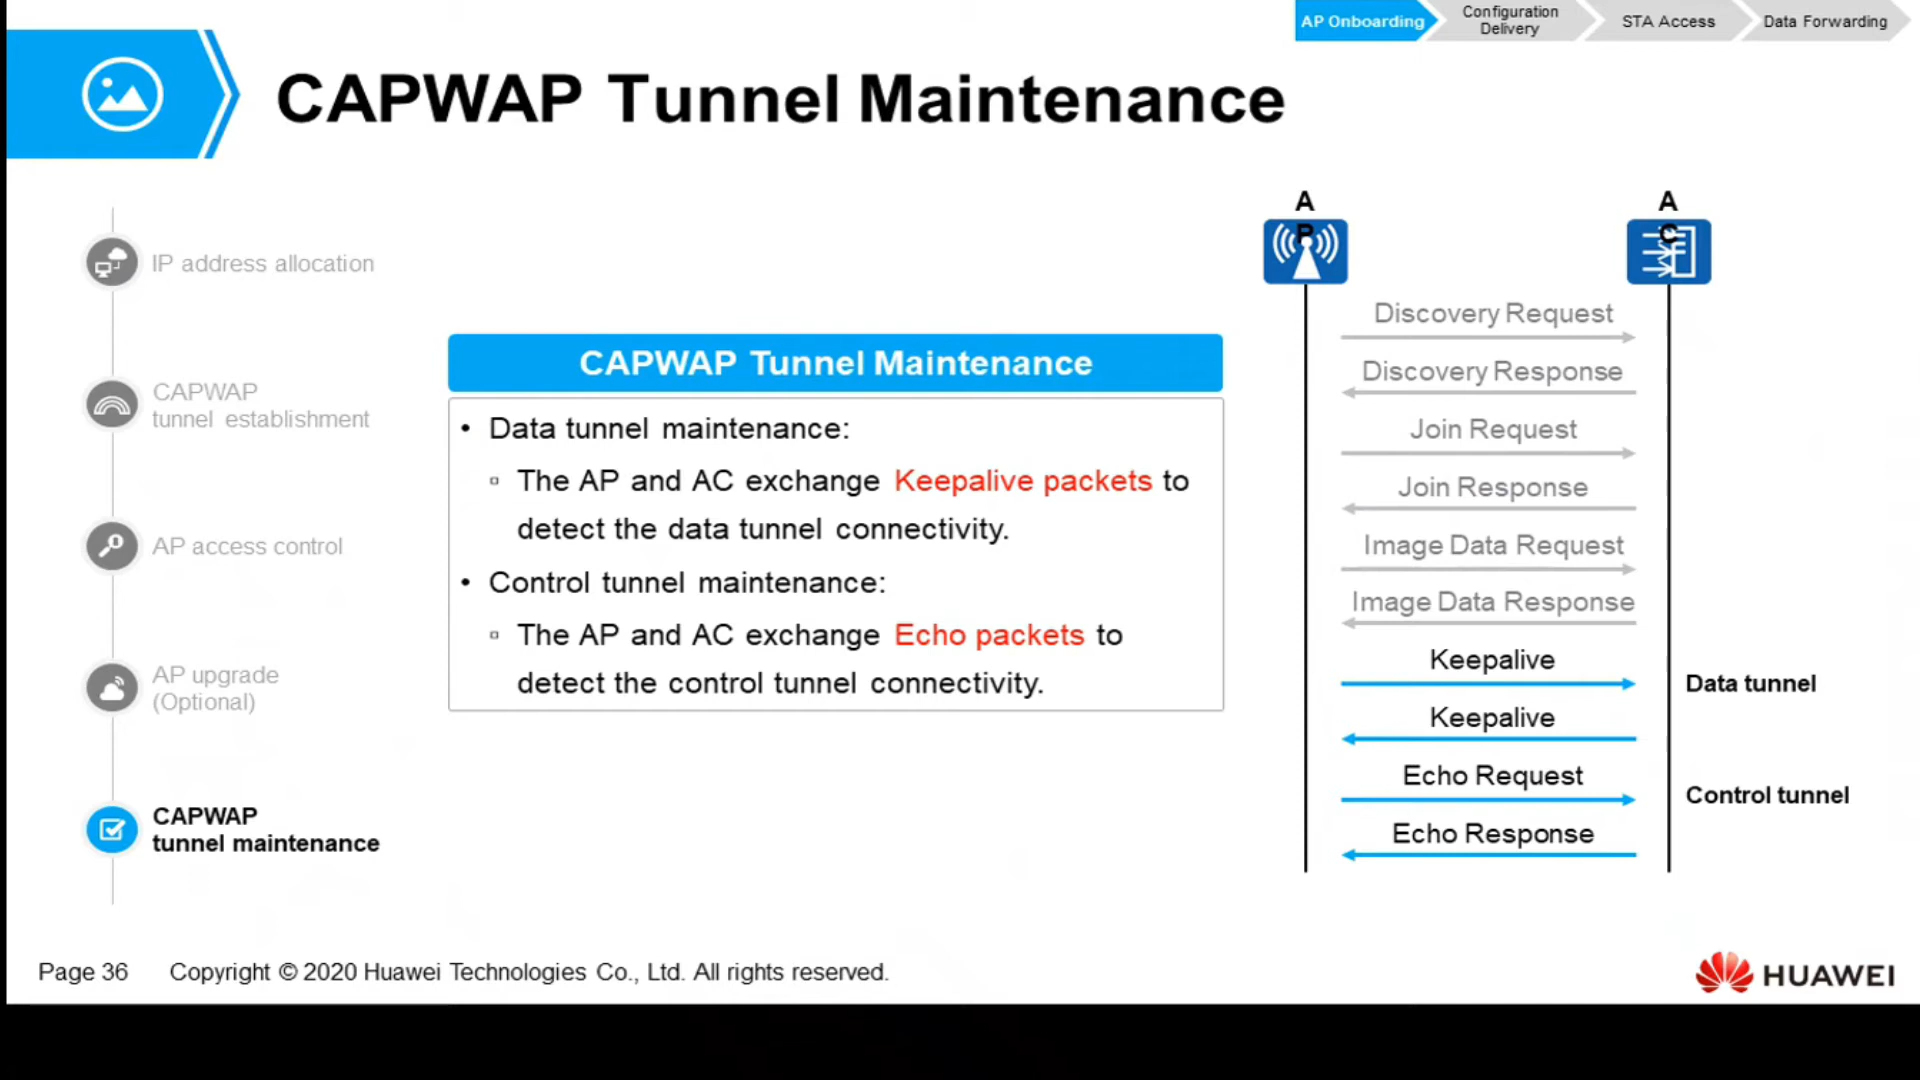 AP Onboarding
Configuration
Delivery
STA Access
Data Forwarding
CAPWAP Tunnel Maintenance
IP address allocation
CAPWAP
tunnel establishment
AP access control
AP upgrade
(Optional)
CAPWAP
tunnel maintenance
CAPWAP Tunnel Maintenance
• Data tunnel maintenance:
▫ The AP and AC exchange Keepalive packets to
detect the data tunnel connectivity.
• Control tunnel maintenance:
▫ The AP and AC exchange Echo packets to
detect the control tunnel connectivity.
A
P
A
C
Discovery Request
Discovery Response
Join Request
Join Response
Image Data Request
Image Data Response
Keepalive
Data tunnel
Keepalive
Echo Request
Control tunnel
Echo Response
Page 36 Copyright © 2020 Huawei Technologies Co., Ltd. All rights reserved.
HUAWEI